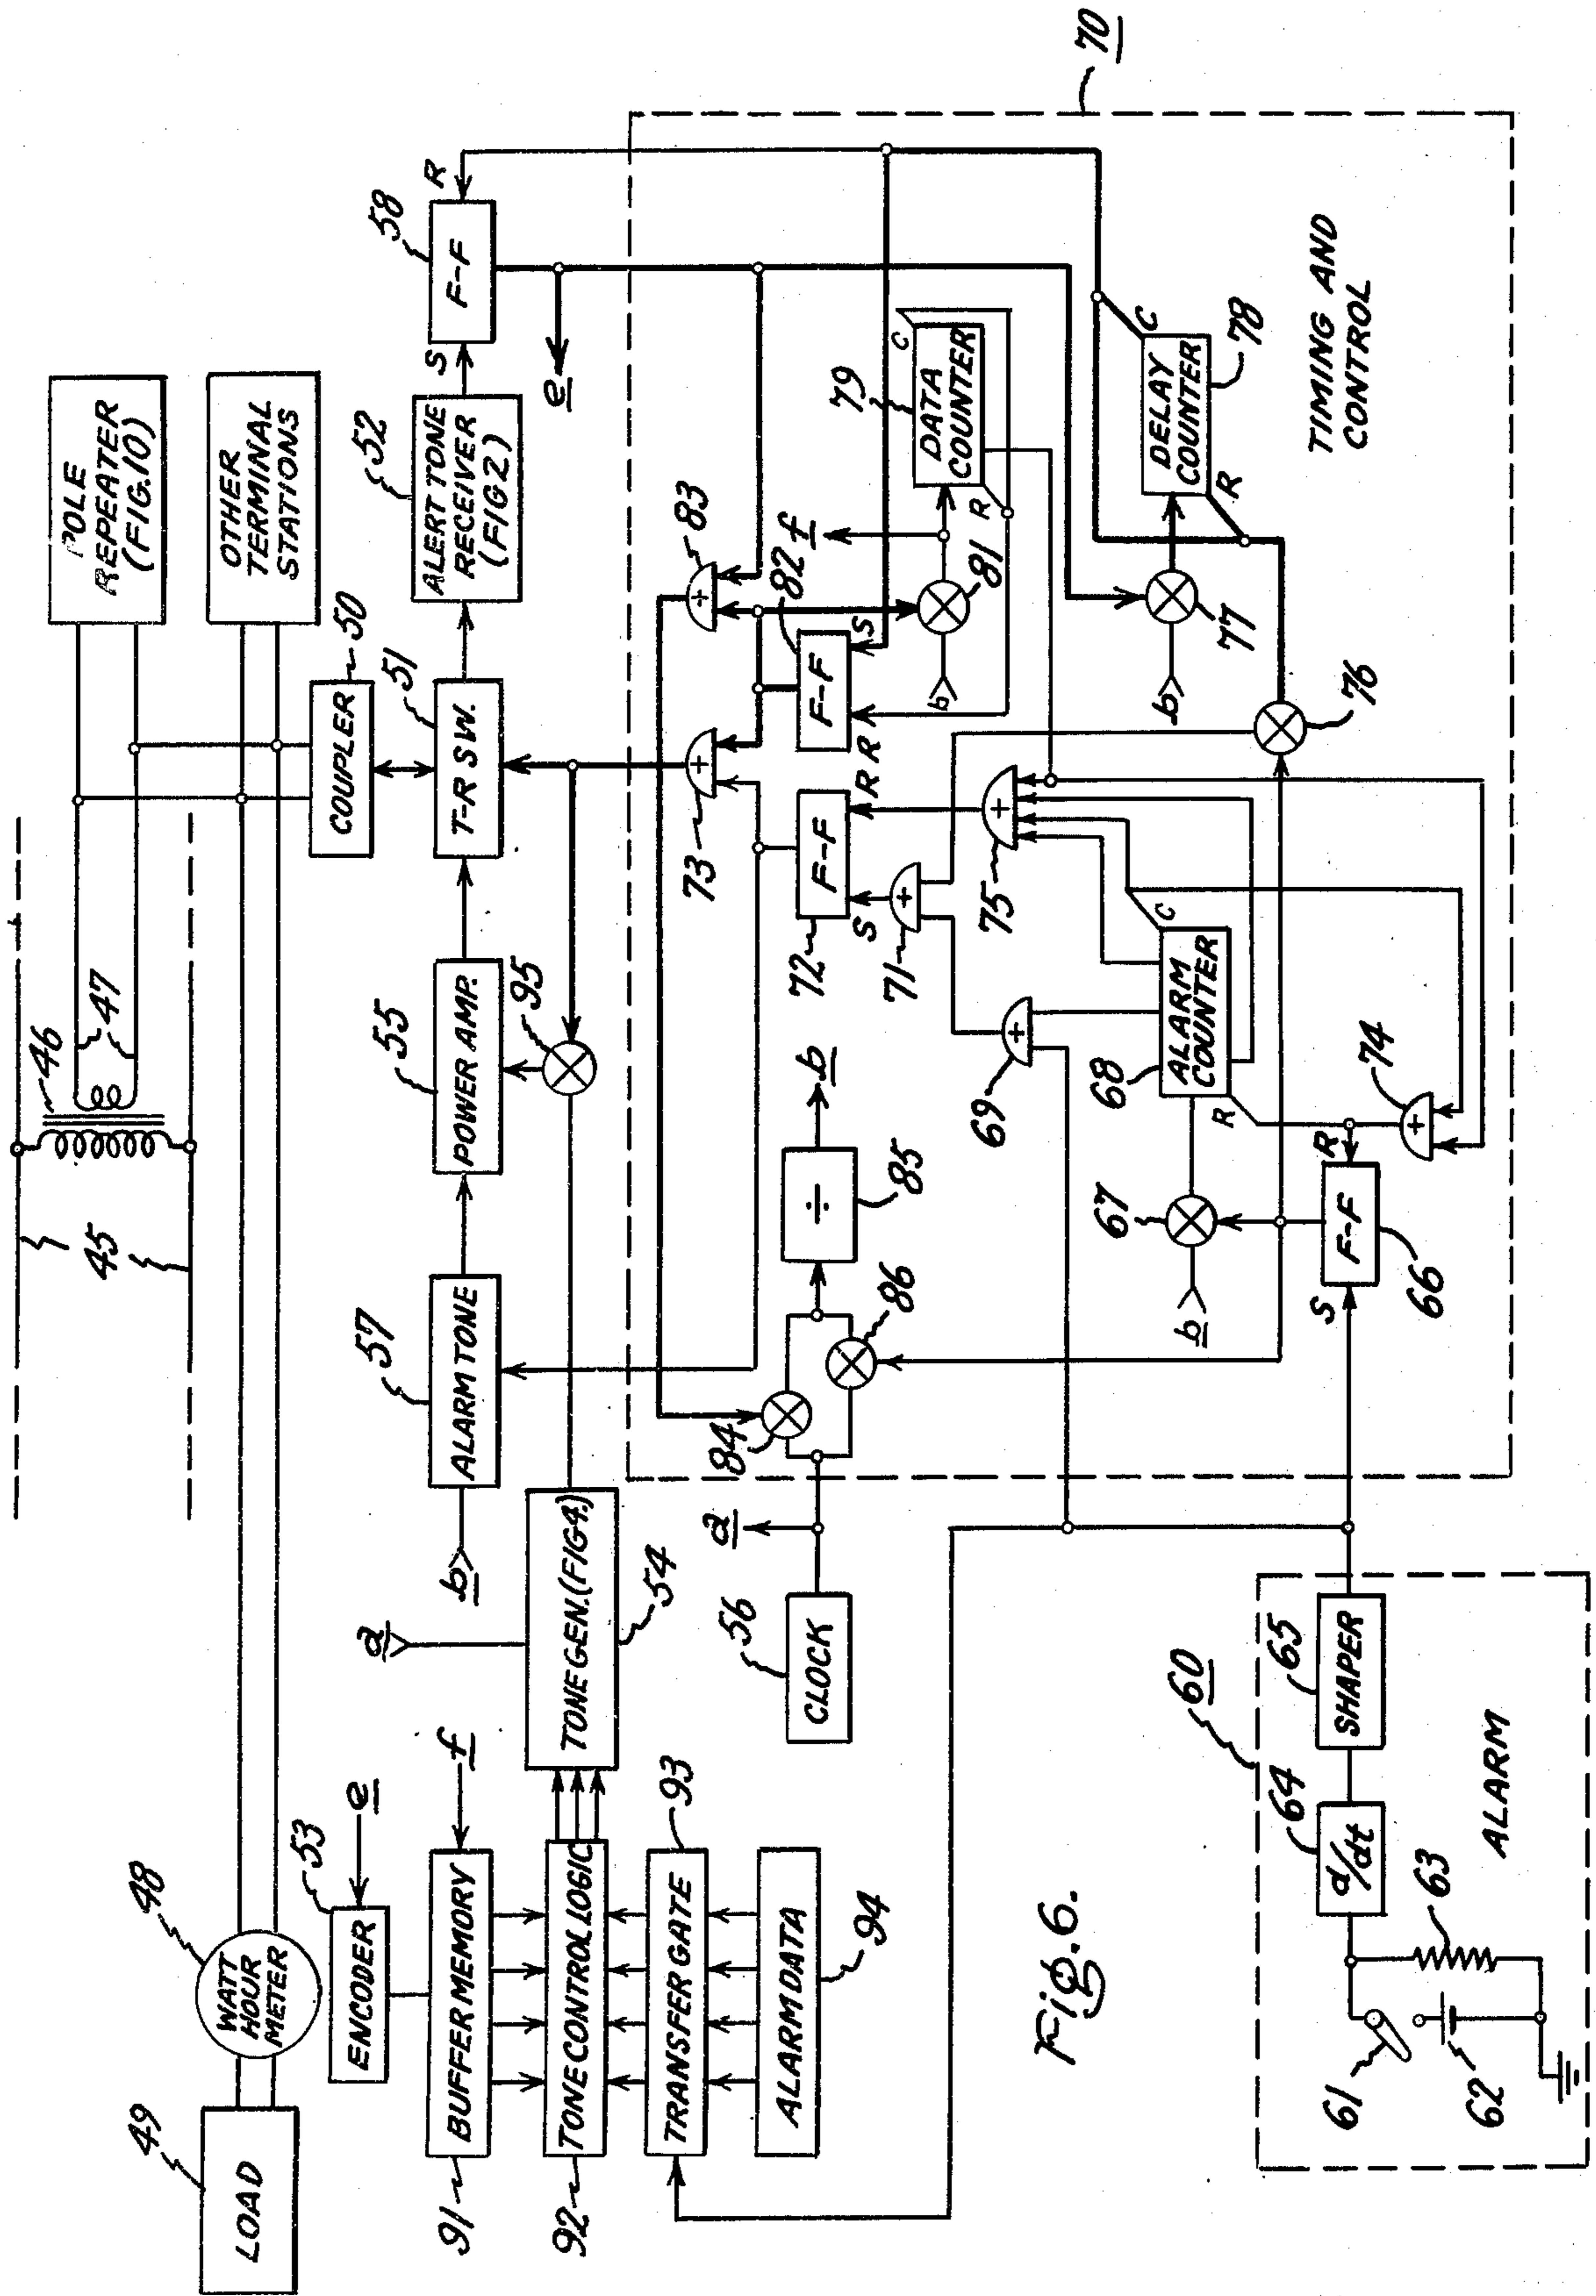 POLE
REPEATER
(FIG.10)
OTHER
TERMINAL
STATIONS
46
47
45
48
WATT
HOUR
METER
49
LOAD
COUPLER
50
53
ENCODER
e
57
ALARM TONE
b
55
POWER AMP.
51
T-R SW.
52
ALERT TONE
RECEIVER
(FIG2)
S
58
F-F
R
e
91
BUFFER MEMORY
f
92
TONE CONTROL LOGIC
93
TRANSFER GATE
ALARM DATA
94
a
TONE GEN.(FIG4.)
54
95
a
56
CLOCK
84
86
÷
85
b
73
+
83
+
72
F-F
S
R
82
F-F
R
S
f
b
81
79
DATA
COUNTER
C
R
70
71
+
69
+
75
+
68
ALARM
COUNTER
C
R
67
b
76
77
b
DELAY
COUNTER
78
C
R
S
F-F
66
R
74
+
TIMING AND
CONTROL
60
61
62
63
64
d/dt
65
SHAPER
ALARM
Fig.6.